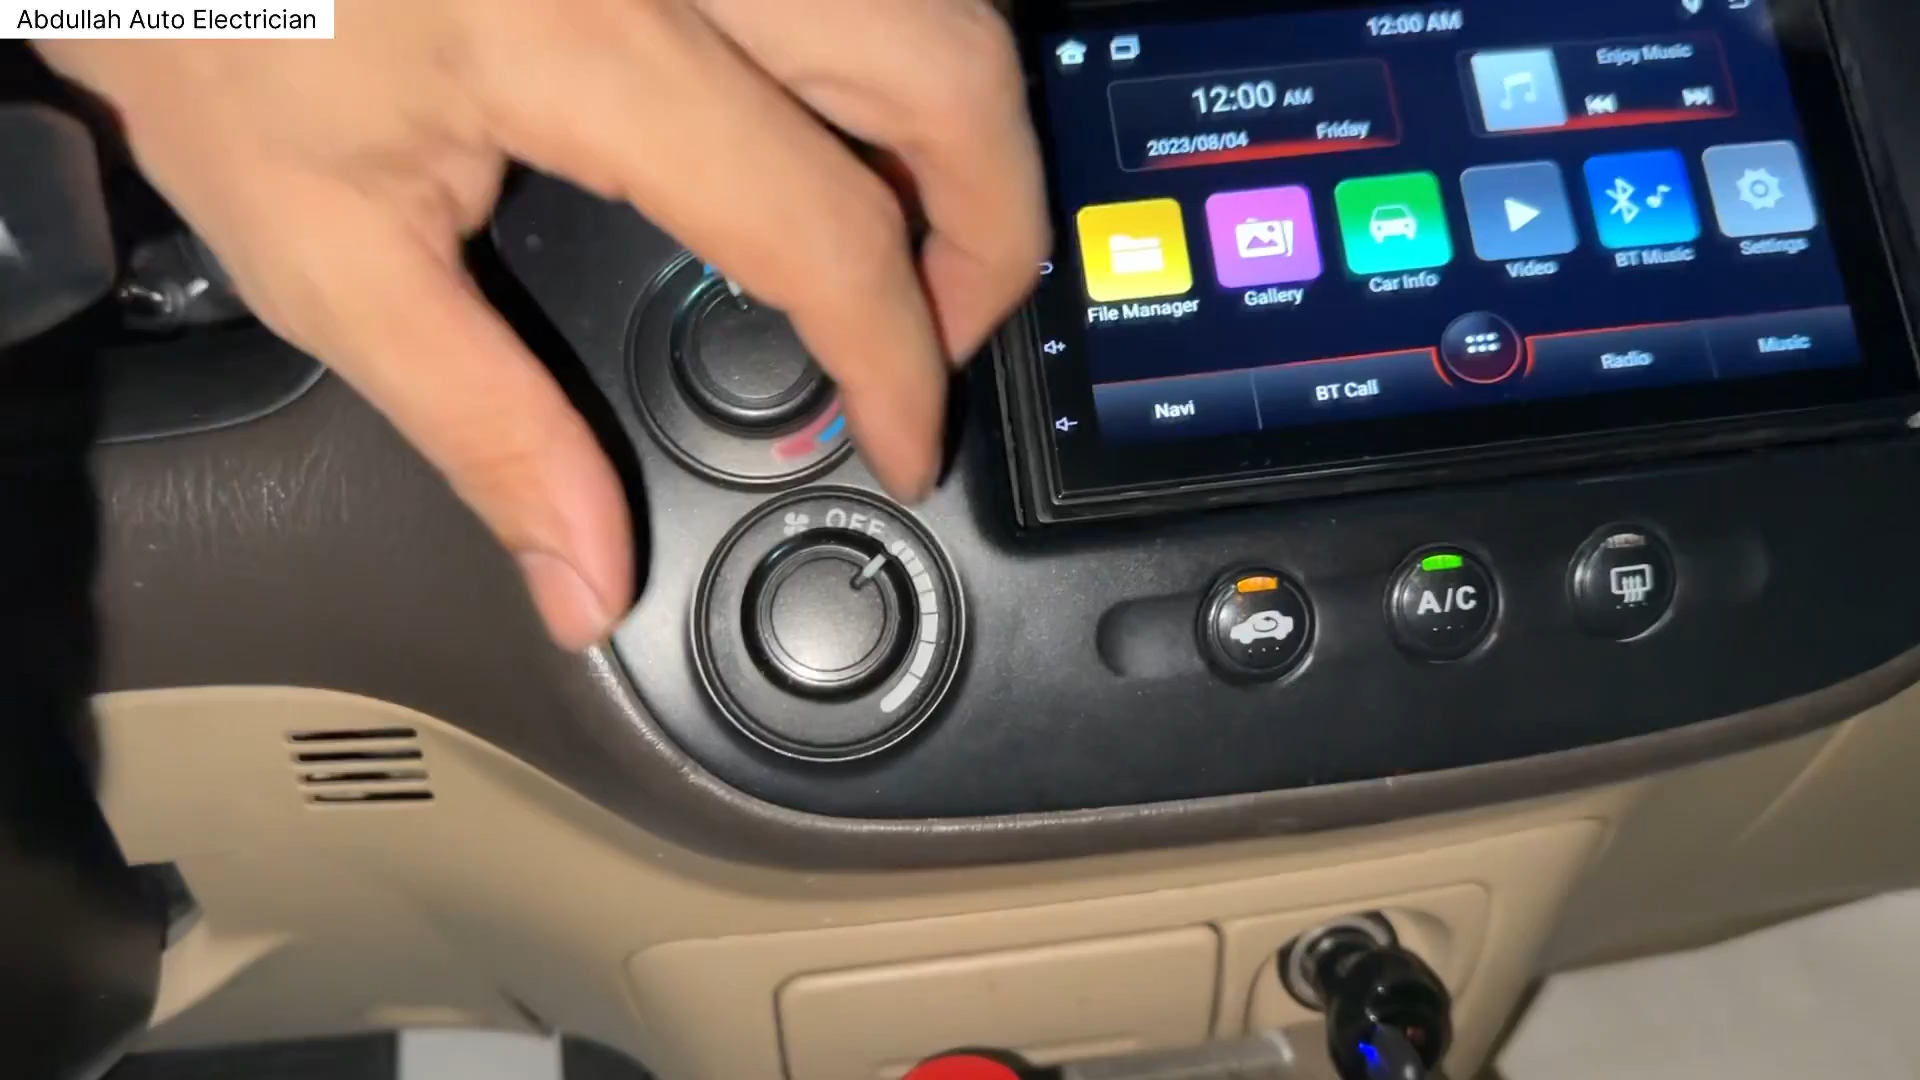 Abdullah Auto Electrician
12:00 AM
12:00 AM
2023/08/04 Friday
Enjoy Music
File Manager
Gallery
Car Info
Video
BT Music
Settings
Navi
BT Call
Radio
Music
OFF
A/C